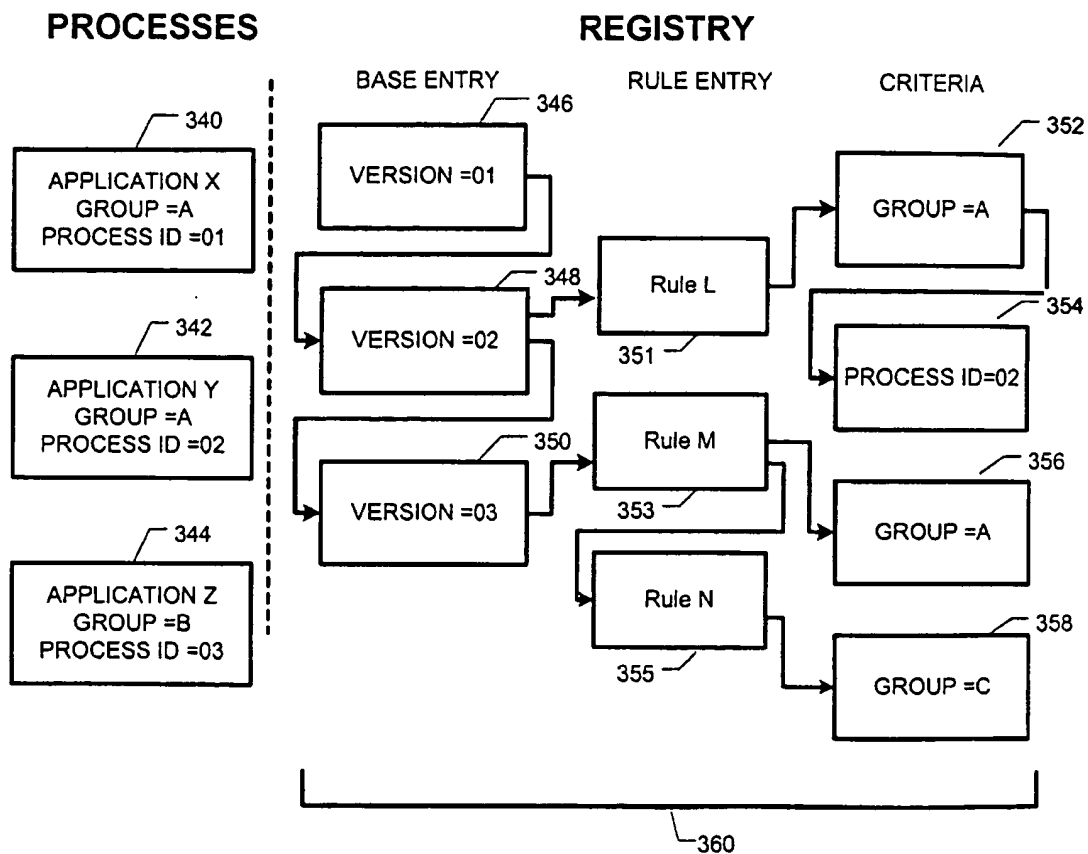 PROCESSES
REGISTRY
BASE ENTRY
RULE ENTRY
CRITERIA
340
APPLICATION X
GROUP =A
PROCESS ID =01
342
APPLICATION Y
GROUP =A
PROCESS ID =02
344
APPLICATION Z
GROUP =B
PROCESS ID =03
346
VERSION =01
348
VERSION =02
350
VERSION =03
Rule L
351
Rule M
353
Rule N
355
352
GROUP =A
354
PROCESS ID=02
356
GROUP =A
358
GROUP =C
360